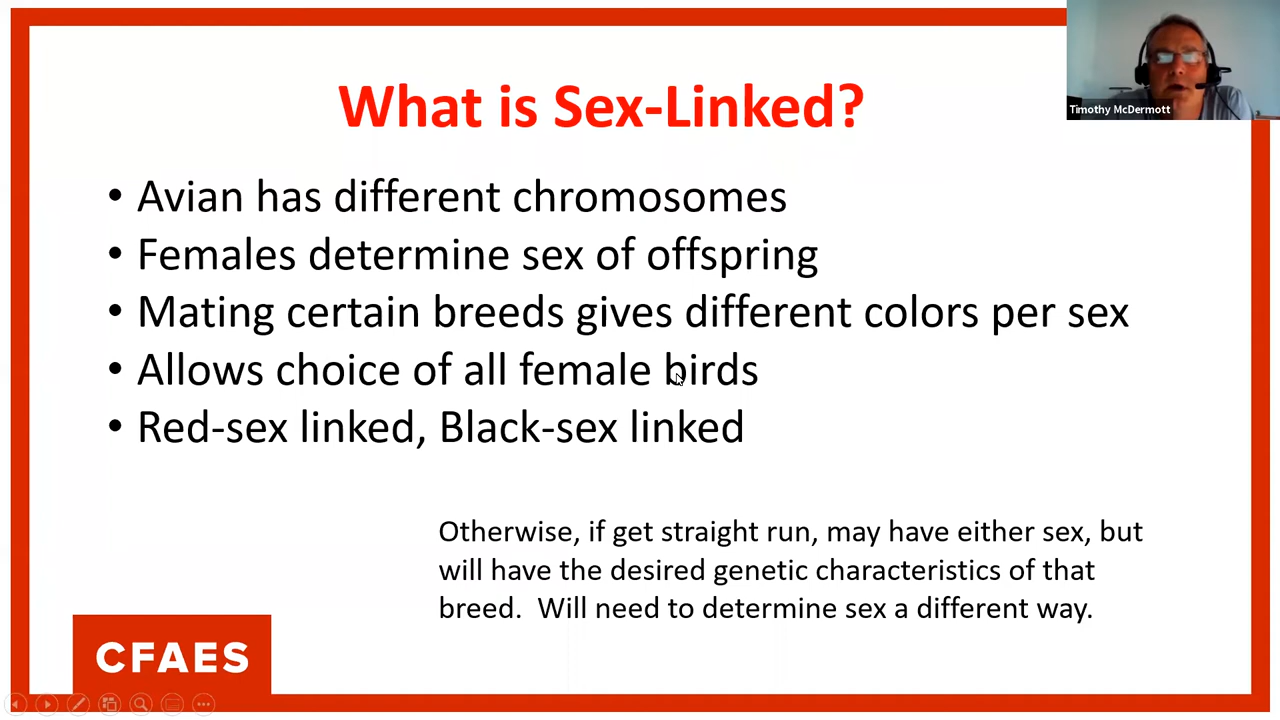 What is Sex-Linked?
Timothy McDermott
• Avian has different chromosomes
• Females determine sex of offspring
• Mating certain breeds gives different colors per sex
• Allows choice of all female birds
• Red-sex linked, Black-sex linked
Otherwise, if get straight run, may have either sex, but
will have the desired genetic characteristics of that
breed.  Will need to determine sex a different way.
CFAES